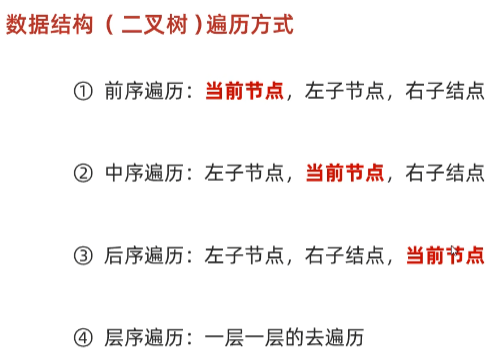 数据结构（二叉树)遍历方式
① 前序遍历：当前节点，左子节点，右子结点
② 中序遍历：左子节点，当前节点，右子结点
③ 后序遍历：左子节点，右子结点，当前节点
④ 层序遍历：一层一层的去遍历